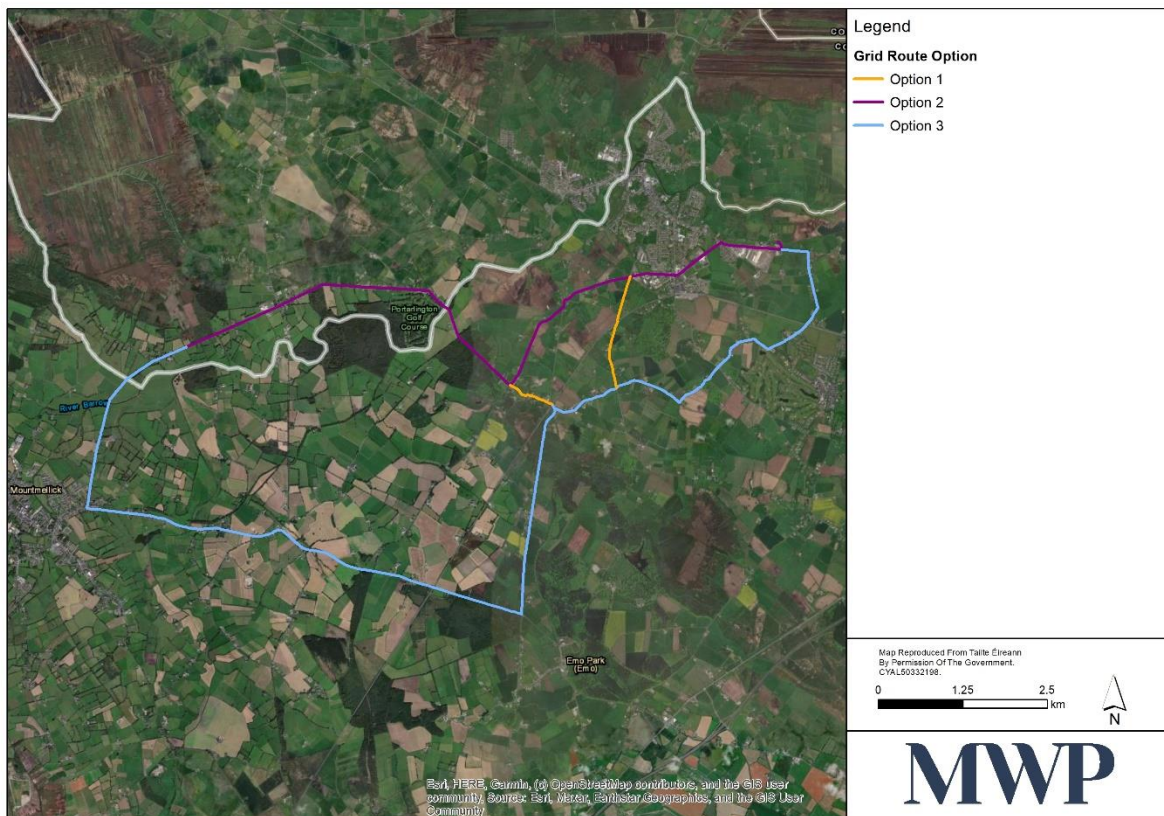 CO
CO
Portarlington
Golf
Course
River Barrow
Mountmellick
Emo Park
(Emo)
Esri, HERE, Garmin, (c) OpenStreetMap contributors, and the GIS user
community, Source: Esri, Maxar, Earthstar Geographics, and the GIS User
Community
Legend
Grid Route Option
Option 1
Option 2
Option 3
Map Reproduced From Tailte Éireann
By Permission Of The Government.
CYAL50332198.
0 1.25 2.5
km
N
MWP